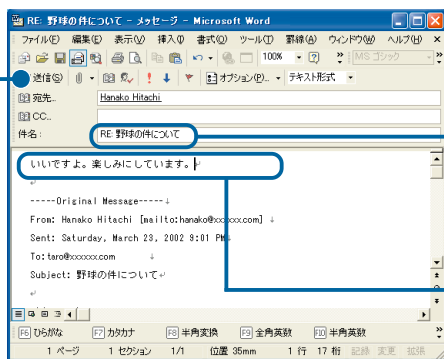 RE: 野球の件について - メッセージ - Microsoft Word
ファイル(F) 編集(E) 表示(V) 挿入(I) 書式(O) ツール(T) 罫線(A) ウィンドウ(W) ヘルプ(H)
100% MS ゴシック
送信(S) オプション(P)... テキスト形式
宛先... Hanako Hitachi
CC...
件名: RE: 野球の件について
いいですよ。楽しみにしています。
-----Original Message-----
From: Hanako Hitachi [mailto:hanako@xxxxxx.com]
Sent: Saturday, March 23, 2002 9:01 PM
To:taro@xxxxxx.com
Subject: 野球の件について
F6 ひらがな F7 カタカナ F8 半角変換 F9 全角英数 F10 半角英数
1 ページ 1 セクション 1/1 位置 35mm 1 行 17 桁 記録 変更 拡張